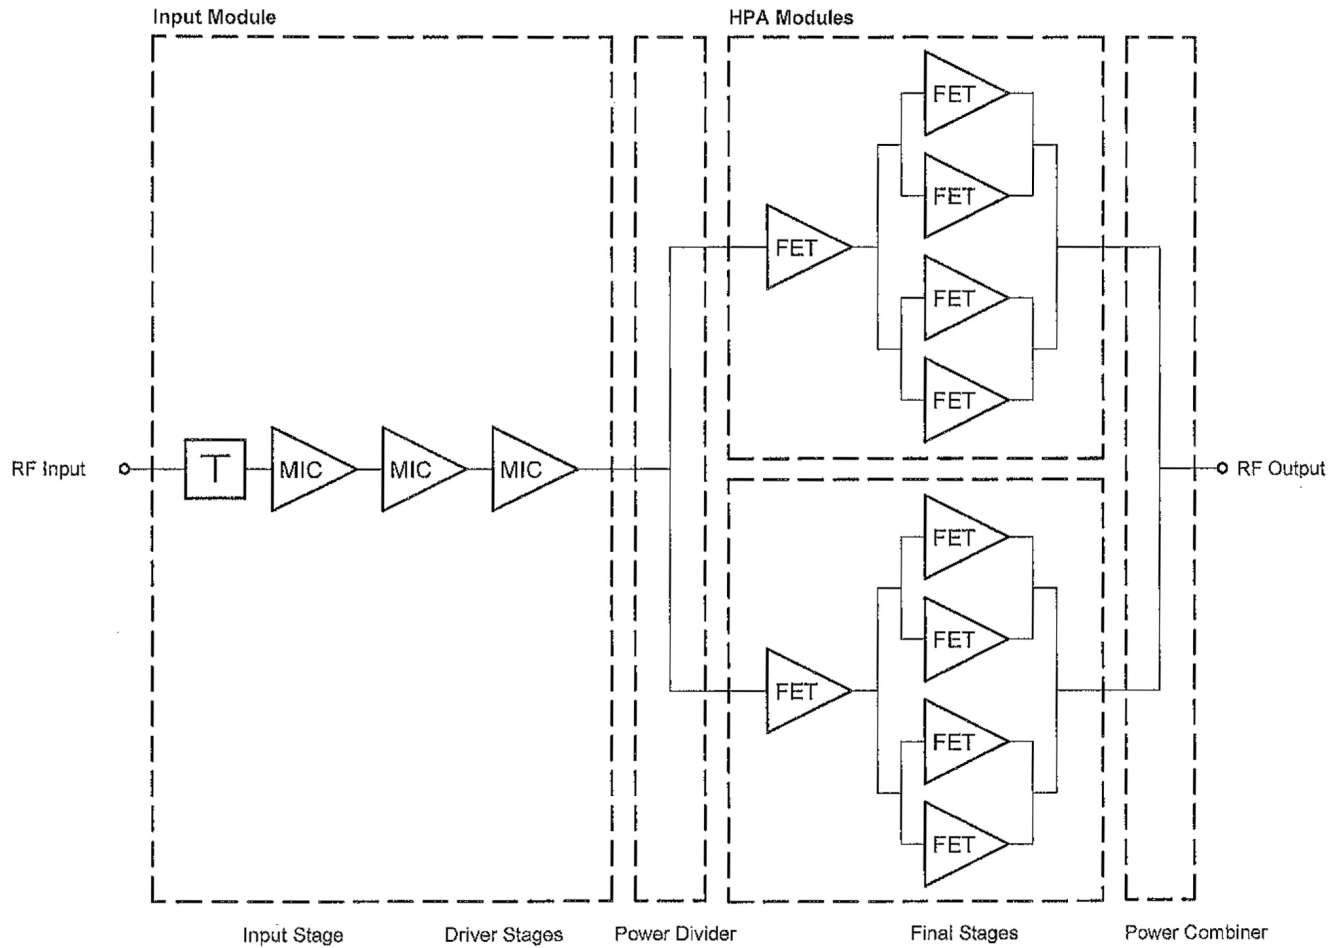 Input Module
HPA Modules
FET
FET
FET
FET
FET
RF Input
T
MIC
MIC
MIC
RF Output
FET
FET
FET
FET
FET
Input Stage
Driver Stages
Power Divider
Final Stages
Power Combiner